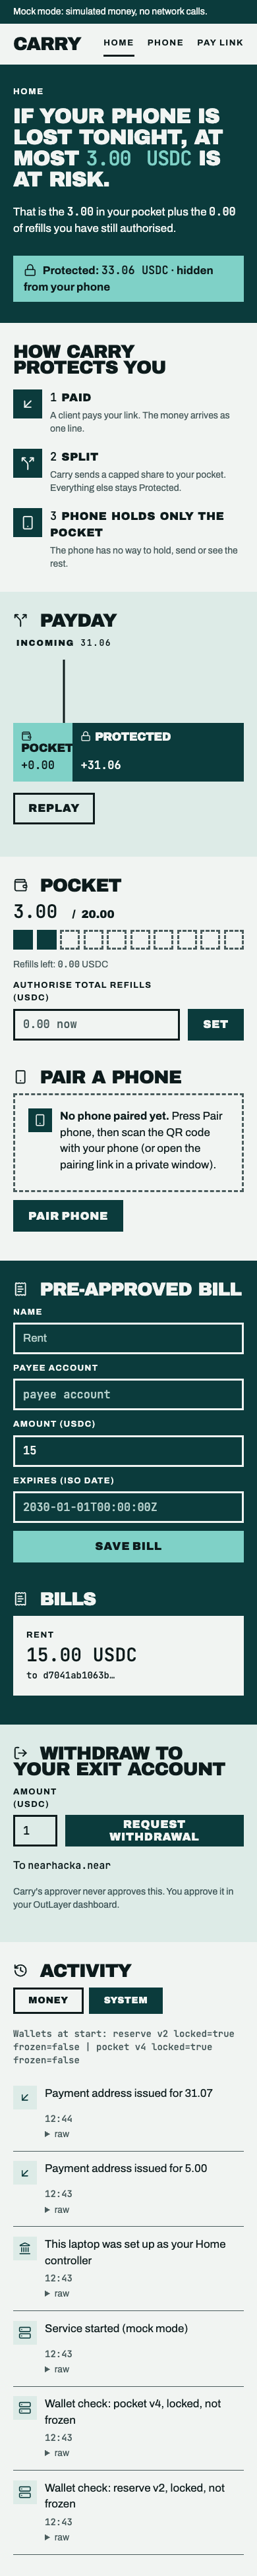 Mock mode: simulated money, no network calls.
CARRY HOME PHONE PAY LINK
HOME
IF YOUR PHONE IS
LOST TONIGHT, AT
MOST 3.00 USDC IS
AT RISK.
That is the 3.00 in your pocket plus the 0.00
of refills you have still authorised.
Protected: 33.06 USDC · hidden
from your phone
HOW CARRY
PROTECTS YOU
1 PAID
A client pays your link. The money arrives as
one line.
2 SPLIT
Carry sends a capped share to your pocket.
Everything else stays Protected.
3 PHONE HOLDS ONLY THE
POCKET
The phone has no way to hold, send or see the
rest.
PAYDAY
INCOMING 31.06
POCKET
+0.00
PROTECTED
+31.06
REPLAY
POCKET
3.00 / 20.00
Refills left: 0.00 USDC
AUTHORISE TOTAL REFILLS
(USDC)
0.00 now
SET
PAIR A PHONE
No phone paired yet. Press Pair
phone, then scan the QR code
with your phone (or open the
pairing link in a private window).
PAIR PHONE
PRE-APPROVED BILL
NAME
Rent
PAYEE ACCOUNT
payee account
AMOUNT (USDC)
15
EXPIRES (ISO DATE)
2030-01-01T00:00:00Z
SAVE BILL
BILLS
RENT
15.00 USDC
to d7041ab1063b…
WITHDRAW TO
YOUR EXIT ACCOUNT
AMOUNT
(USDC)
1
REQUEST
WITHDRAWAL
To nearhacka.near
Carry's approver never approves this. You approve it in
your OutLayer dashboard.
ACTIVITY
MONEY SYSTEM
Wallets at start: reserve v2 locked=true
frozen=false | pocket v4 locked=true
frozen=false
Payment address issued for 31.07
12:44
▶ raw
Payment address issued for 5.00
12:43
▶ raw
This laptop was set up as your Home
controller
12:43
▶ raw
Service started (mock mode)
12:43
▶ raw
Wallet check: pocket v4, locked, not
frozen
12:43
▶ raw
Wallet check: reserve v2, locked, not
frozen
12:43
▶ raw